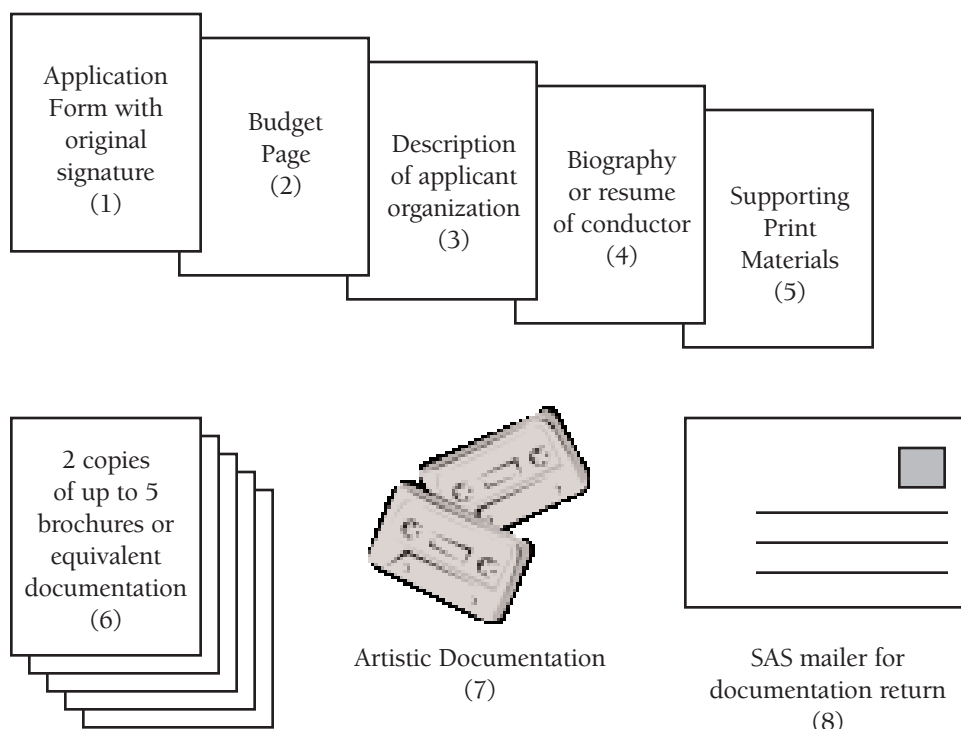 Application
Form with
original
signature
(1)
Budget
Page
(2)
Description
of applicant
organization
(3)
Biography
or resume
of conductor
(4)
Supporting
Print
Materials
(5)
2 copies
of up to 5
brochures or
equivalent
documentation
(6)
Artistic Documentation
(7)
SAS mailer for
documentation return
(8)